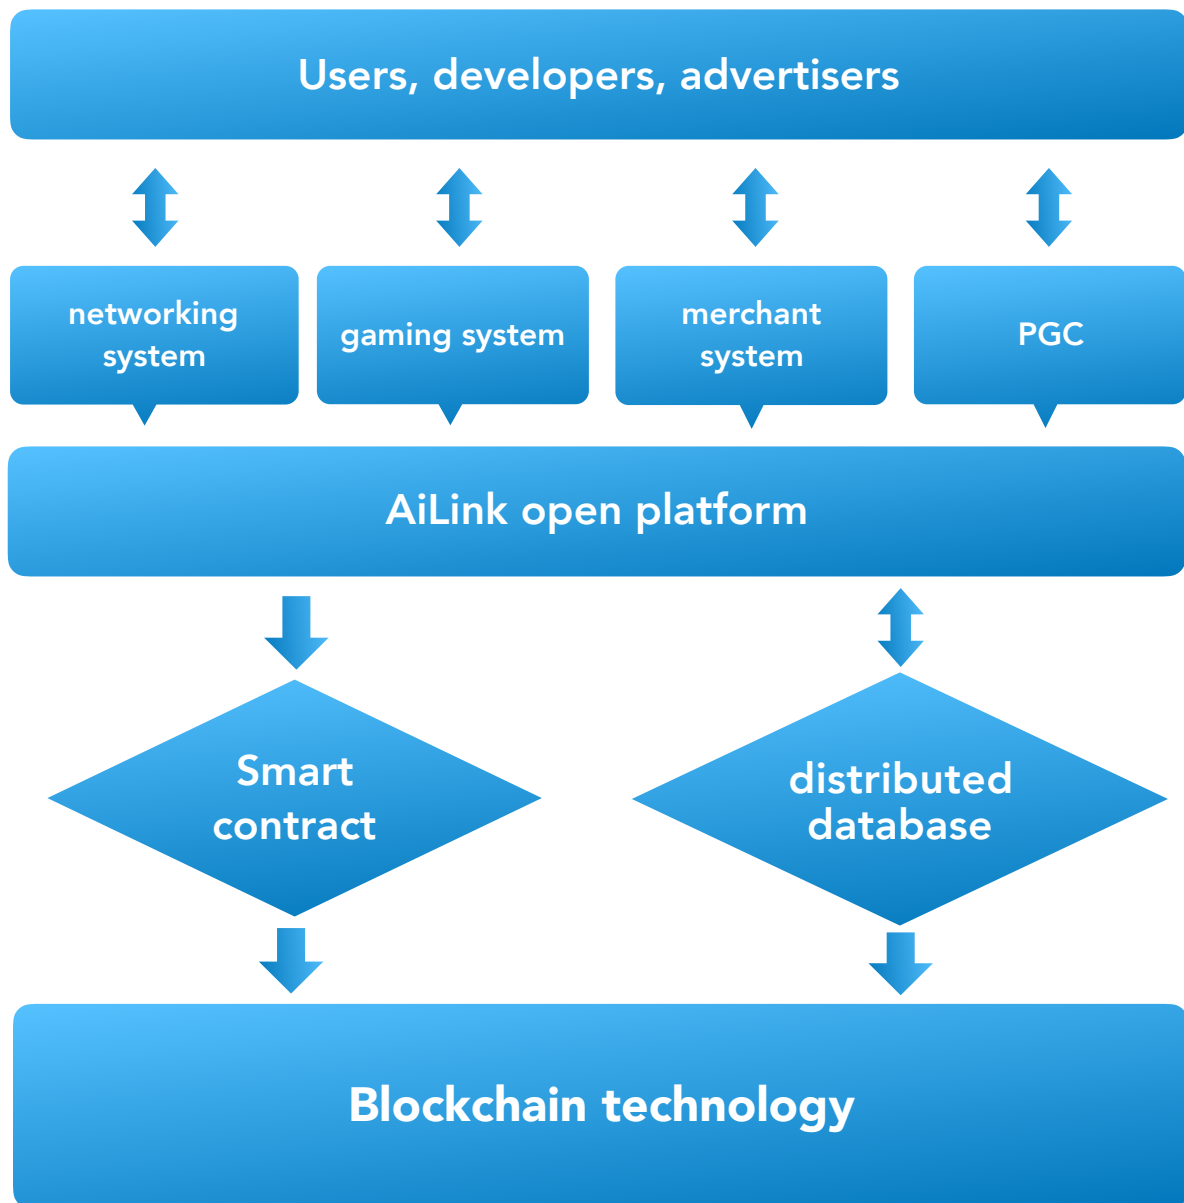 Users, developers, advertisers
networking
system
gaming system
merchant
system
PGC
AiLink open platform
Smart
contract
distributed
database
Blockchain technology